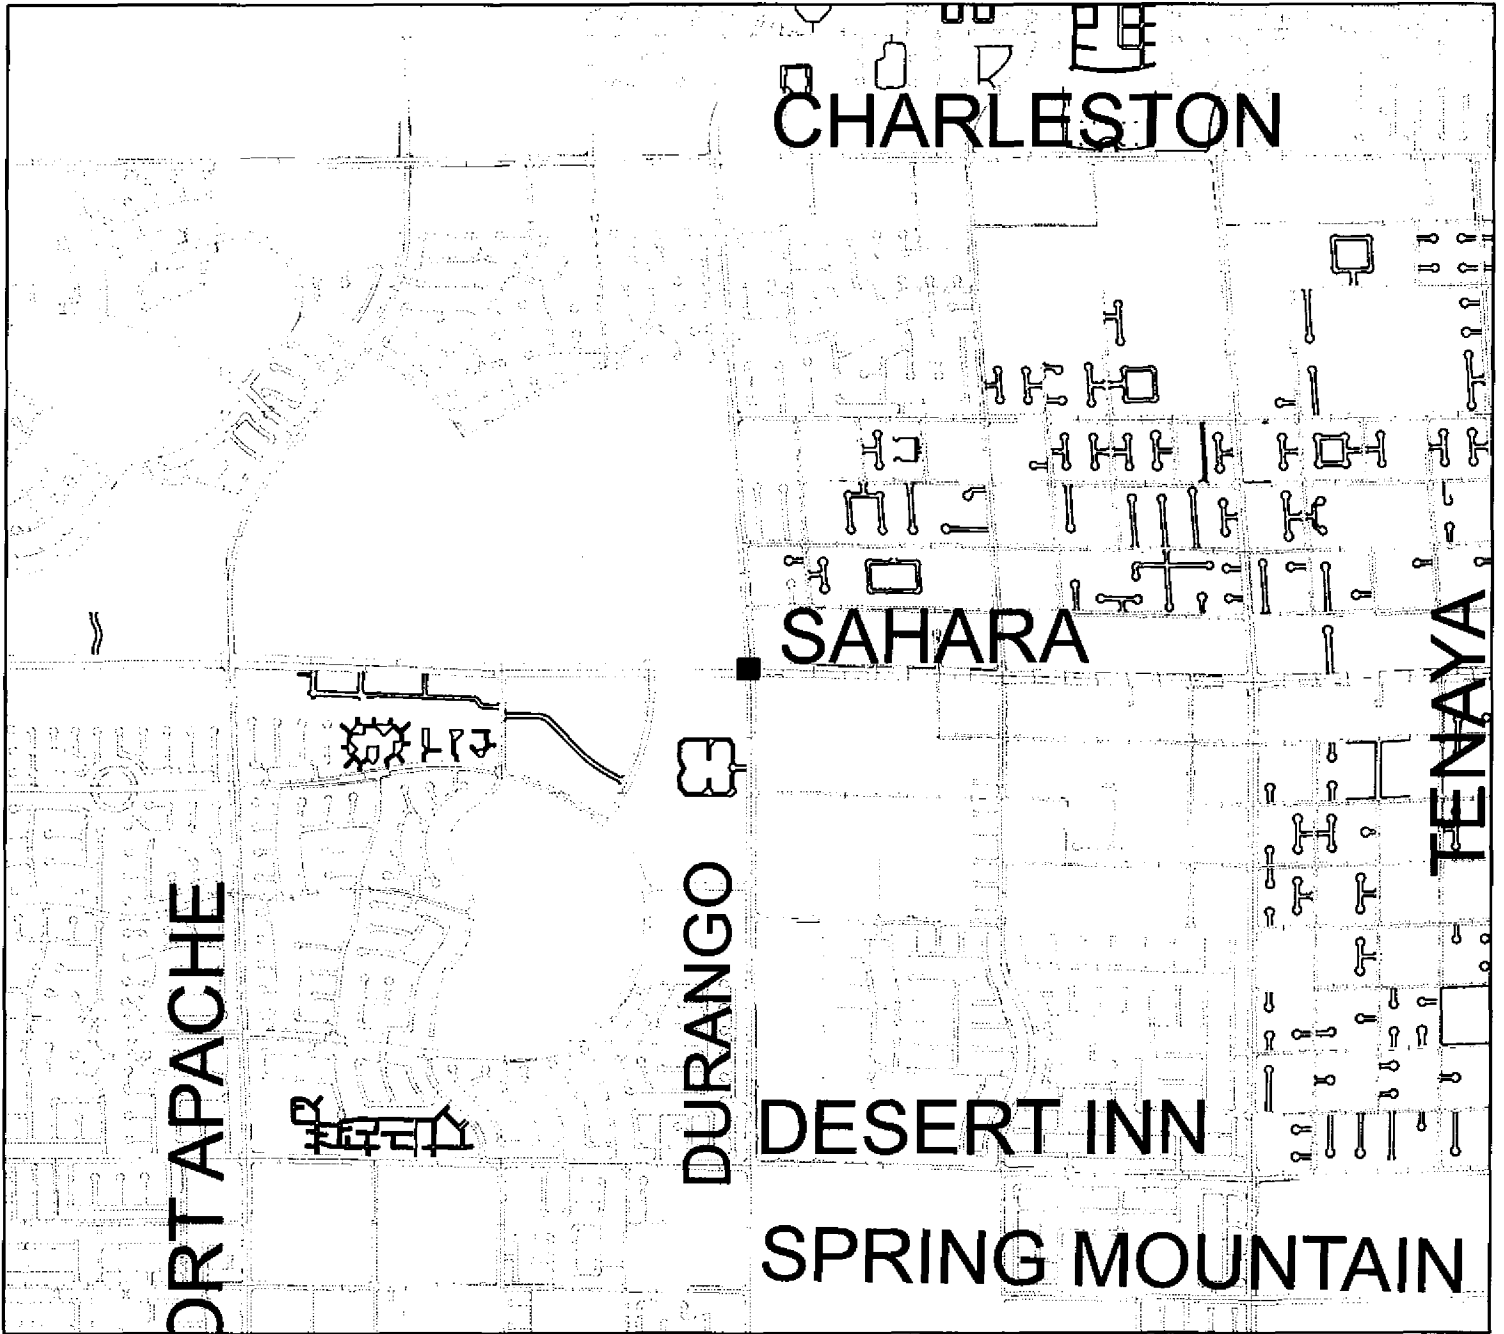 CHARLESTON
SAHARA
TENAYA
ORT APACHE
DURANGO
DESERT INN
SPRING MOUNTAIN